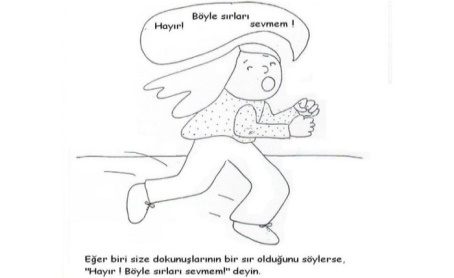 Hayır! Böyle sırları
sevmem !
Eğer biri size dokunuşlarının bir sır olduğunu söylerse,
"Hayır ! Böyle sırları sevmem!" deyin.